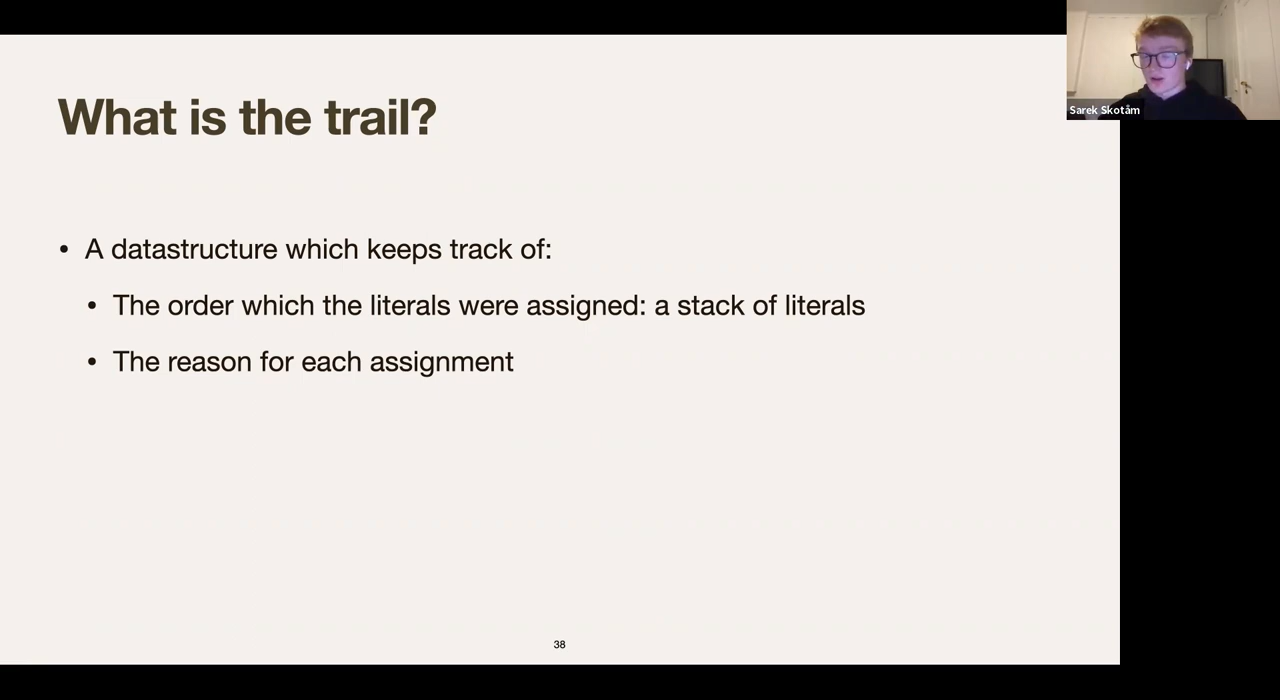 What is the trail?
• A datastructure which keeps track of:
• The order which the literals were assigned: a stack of literals
• The reason for each assignment
38
Sarek Skotåm